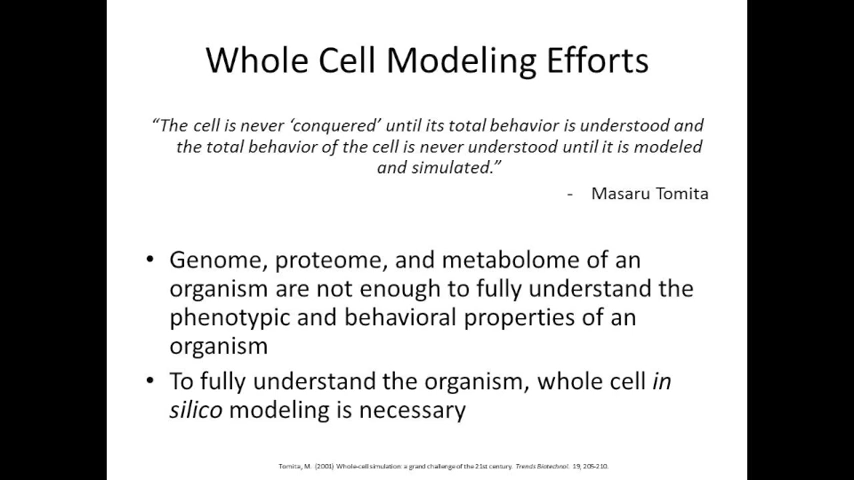 Whole Cell Modeling Efforts
“The cell is never ‘conquered’ until its total behavior is understood and
the total behavior of the cell is never understood until it is modeled
and simulated.”
- Masaru Tomita
• Genome, proteome, and metabolome of an
organism are not enough to fully understand the
phenotypic and behavioral properties of an
organism
• To fully understand the organism, whole cell in
silico modeling is necessary
Tomita, M. (2001) Whole-cell simulation: a grand challenge of the 21st century. Trends Biotechnol. 19, 205-210.